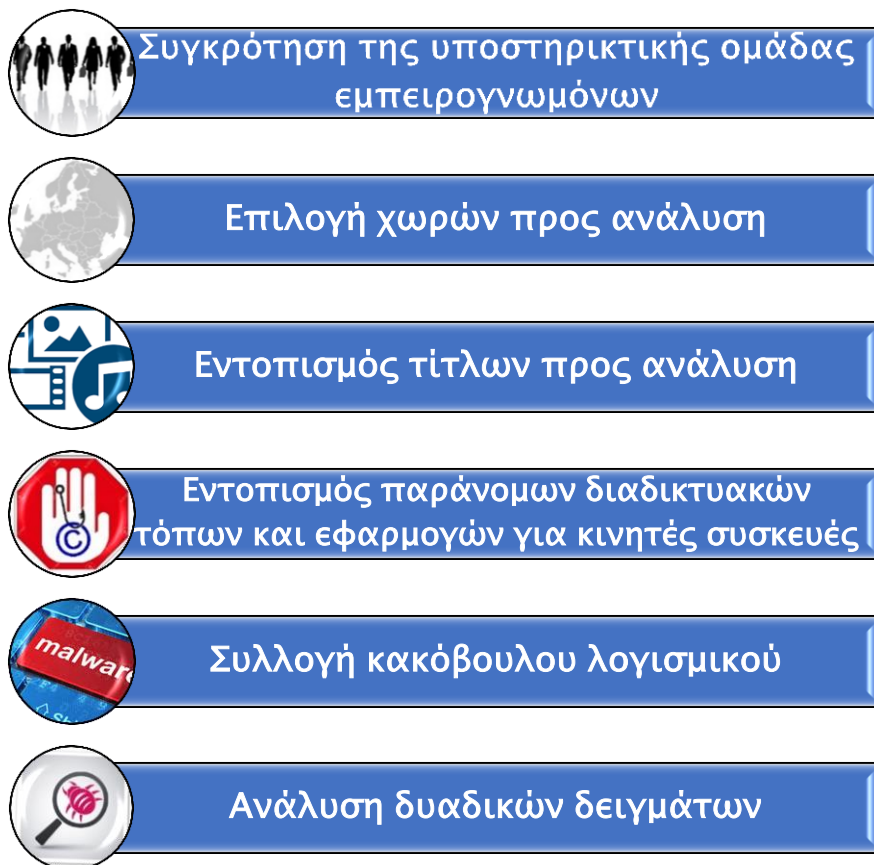 Συγκρότηση της υποστηρικτικής ομάδας
εμπειρογνωμόνων
Επιλογή χωρών προς ανάλυση
Εντοπισμός τίτλων προς ανάλυση
Εντοπισμός παράνομων διαδικτυακών
τόπων και εφαρμογών για κινητές συσκευές
©
malware
Συλλογή κακόβουλου λογισμικού
Ανάλυση δυαδικών δειγμάτων